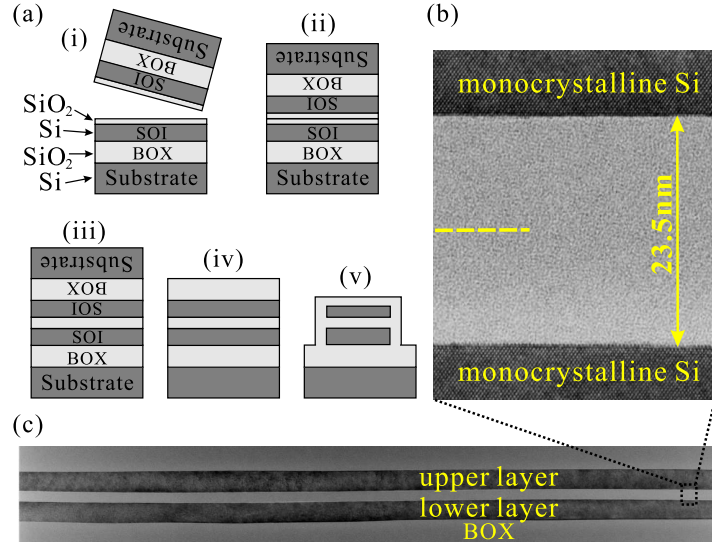 (a)
(i)
Substrate
BOX
SOI
SiO2
Si
SOI
SiO2
BOX
Si
Substrate
(ii)
Substrate
BOX
SOI
SOI
BOX
Substrate
(iii)
Substrate
BOX
SOI
SOI
BOX
Substrate
(iv)
(v)
(b)
monocrystalline Si
23.5nm
monocrystalline Si
(c)
upper layer
lower layer
BOX